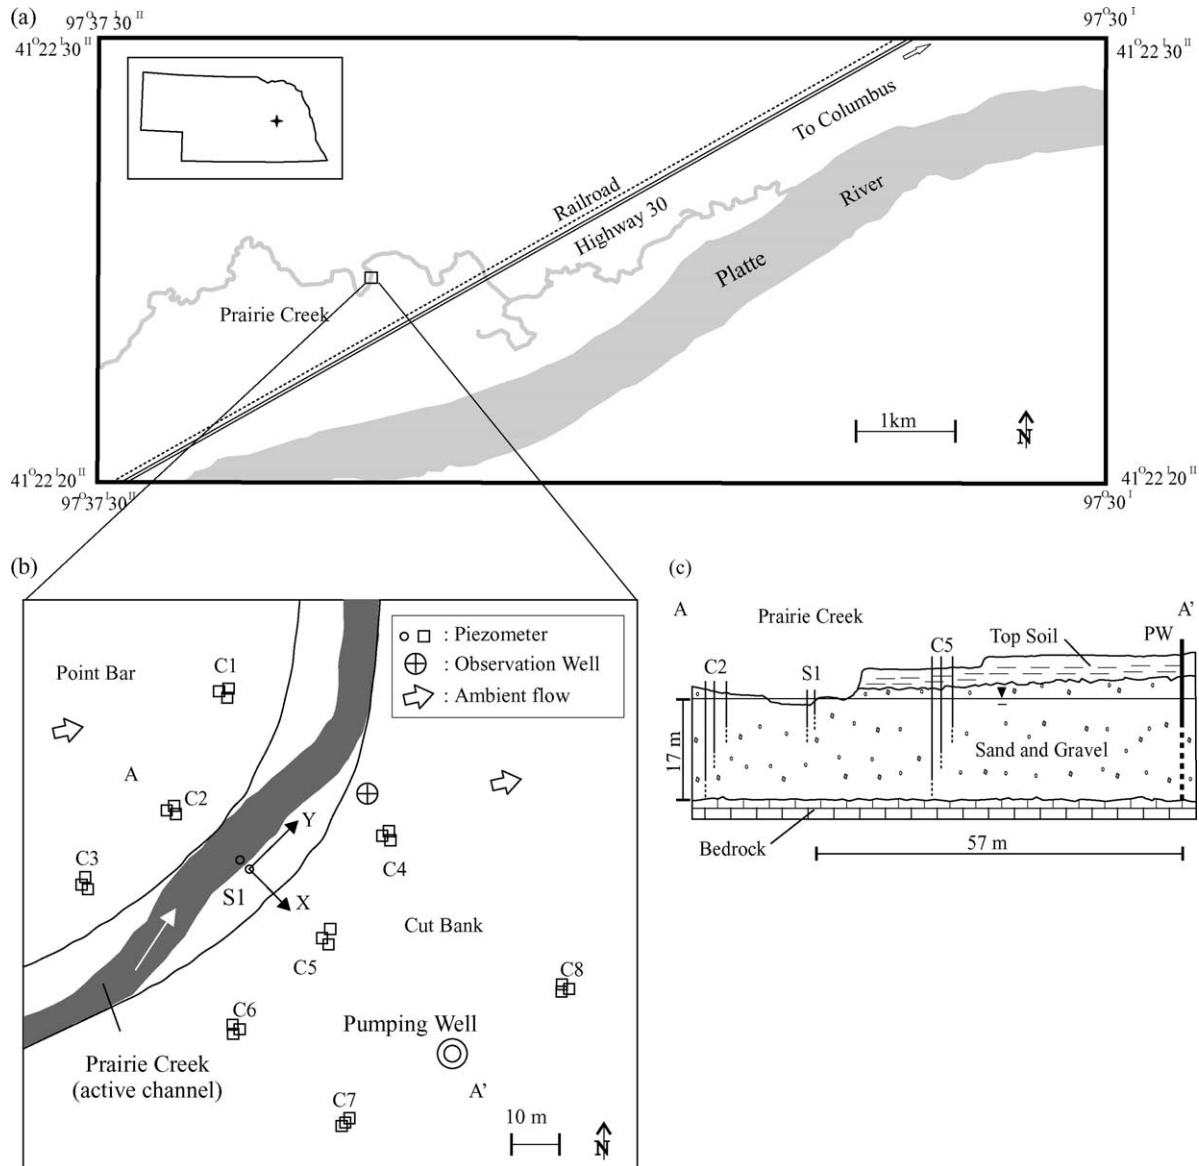 (a)
97°37'30"
97°30'
41°22'30"
41°22'30"
To Columbus
Railroad
Highway 30
River
Platte
Prairie Creek
1km
N
41°22'20"
41°22'20"
97°37'30"
97°30'
(b)
Point Bar
C1
: Piezometer
: Observation Well
: Ambient flow
A
C2
Y
C3
C4
S1
X
Cut Bank
C5
C8
C6
Pumping Well
Prairie Creek
(active channel)
A'
C7
10 m
N
(c)
A
A'
Prairie Creek
Top Soil
PW
C2
S1
C5
17 m
Sand and Gravel
Bedrock
57 m